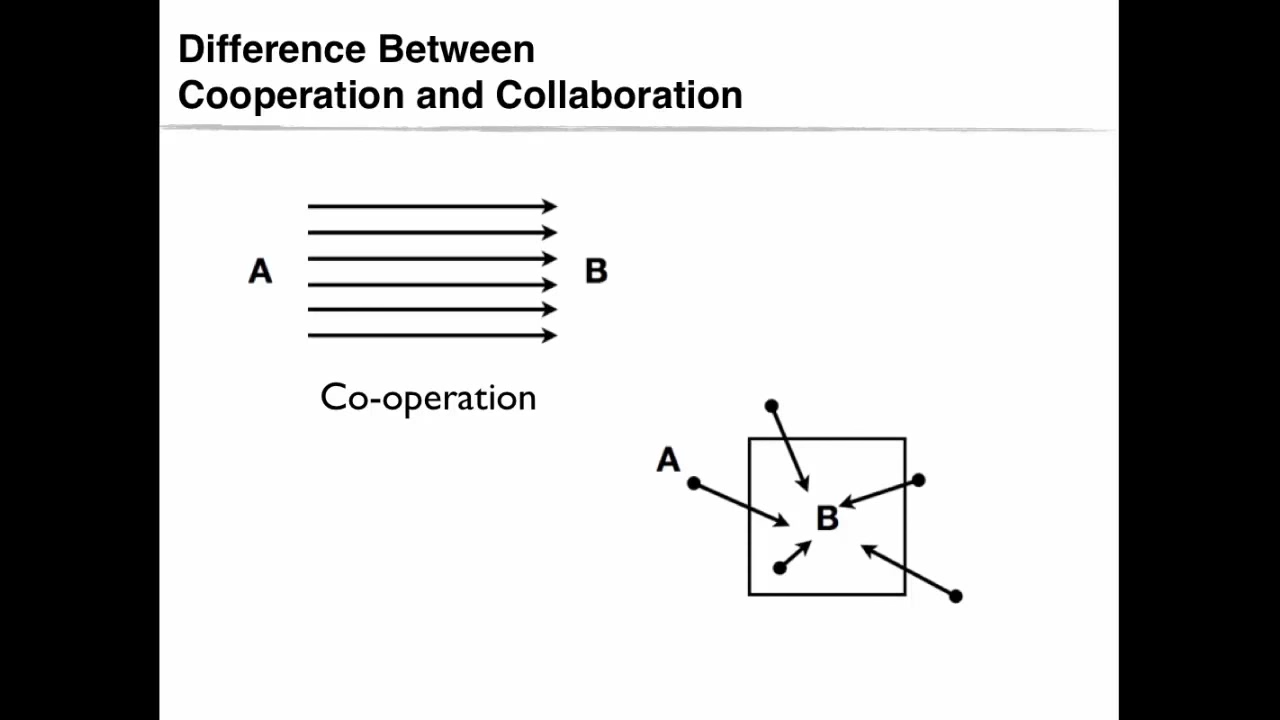 Difference Between
Cooperation and Collaboration
A
B
Co-operation
A
B